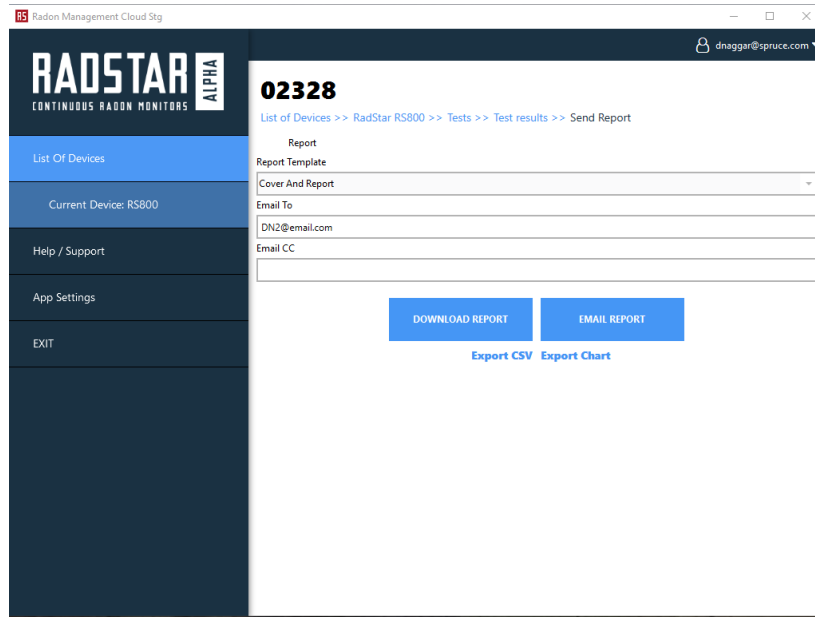 RS Radon Management Cloud Stg
dnaggar@spruce.com
RADSTAR ALPHA
CONTINUOUS RADON MONITORS
02328
List of Devices >> RadStar RS800 >> Tests >> Test results >> Send Report
List Of Devices
Current Device: RS800
Help / Support
App Settings
EXIT
Report
Report Template
Cover And Report
Email To
DN2@email.com
Email CC
DOWNLOAD REPORT
EMAIL REPORT
Export CSV Export Chart